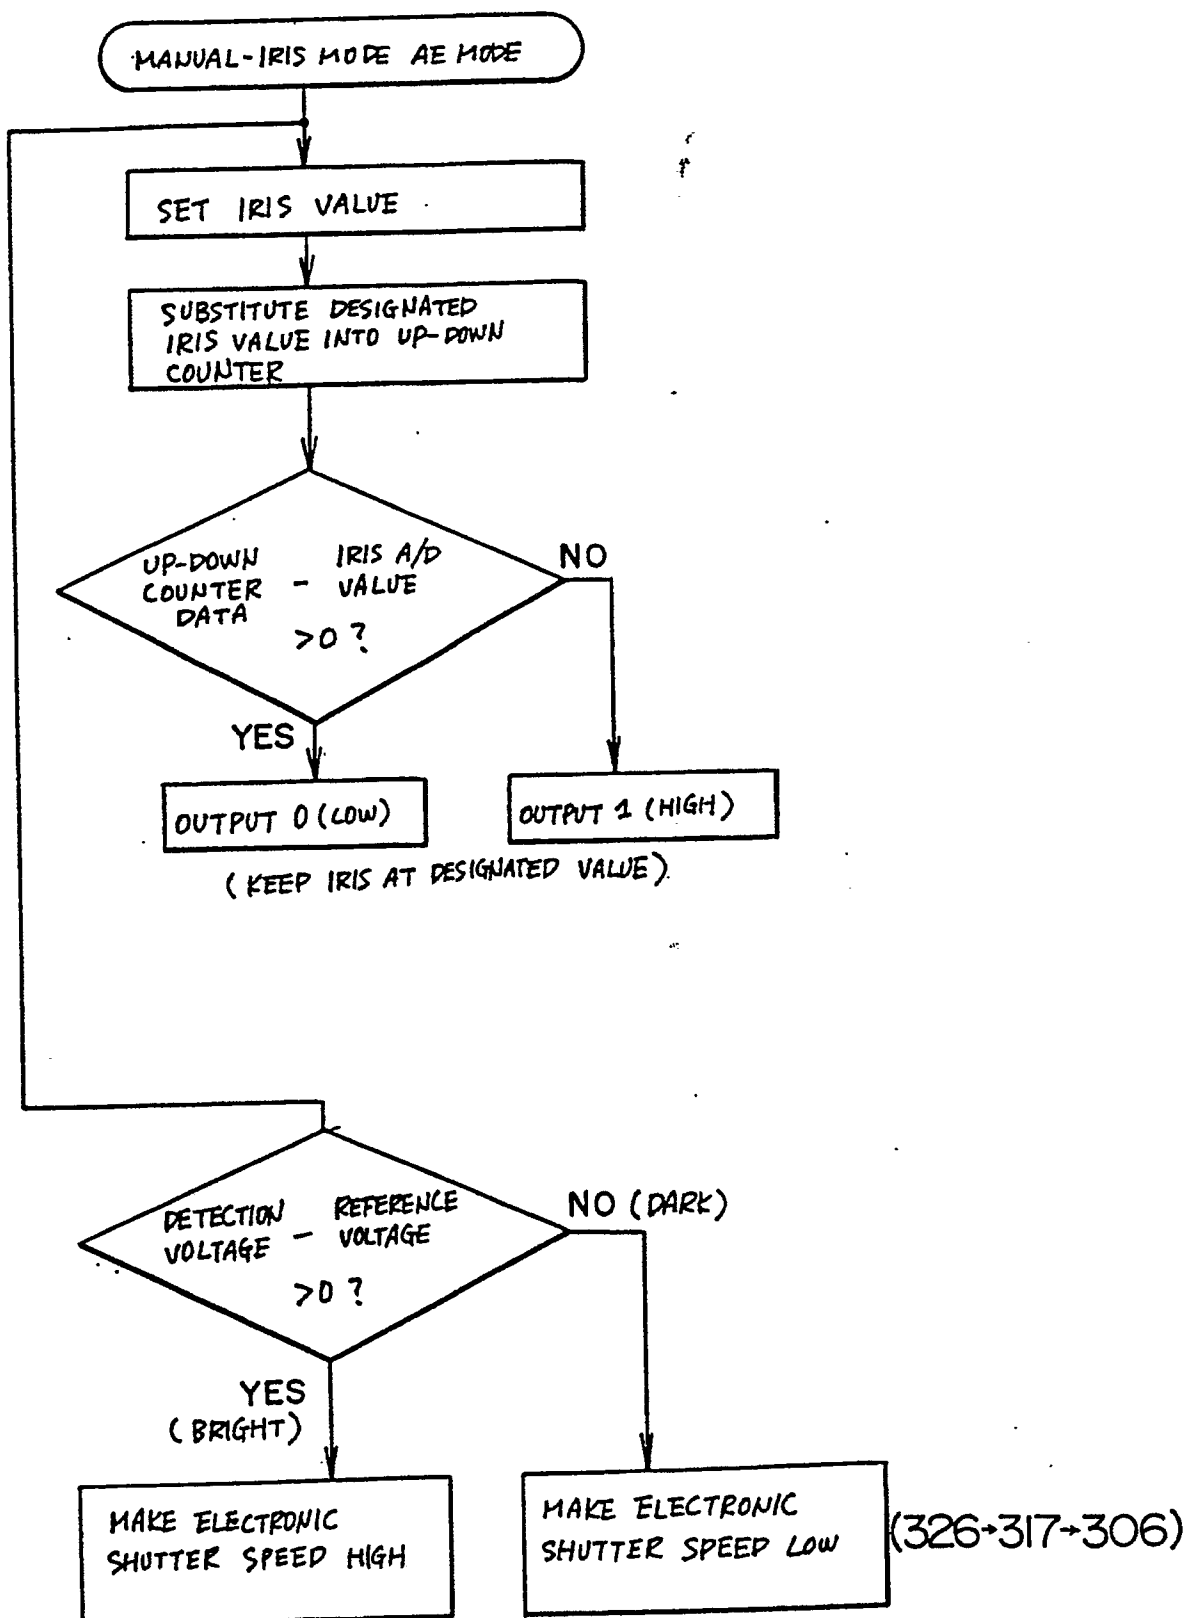 MANUAL-IRIS MODE AE MODE
SET IRIS VALUE
SUBSTITUTE DESIGNATED
IRIS VALUE INTO UP-DOWN
COUNTER
UP-DOWN
COUNTER
DATA
-
IRIS A/D
VALUE
>0 ?
NO
YES
OUTPUT 0 (LOW)
OUTPUT 1 (HIGH)
(KEEP IRIS AT DESIGNATED VALUE)
DETECTION
VOLTAGE
-
REFERENCE
VOLTAGE
>0 ?
NO (DARK)
YES
(BRIGHT)
MAKE ELECTRONIC
SHUTTER SPEED HIGH
MAKE ELECTRONIC
SHUTTER SPEED LOW
(326→317→306)